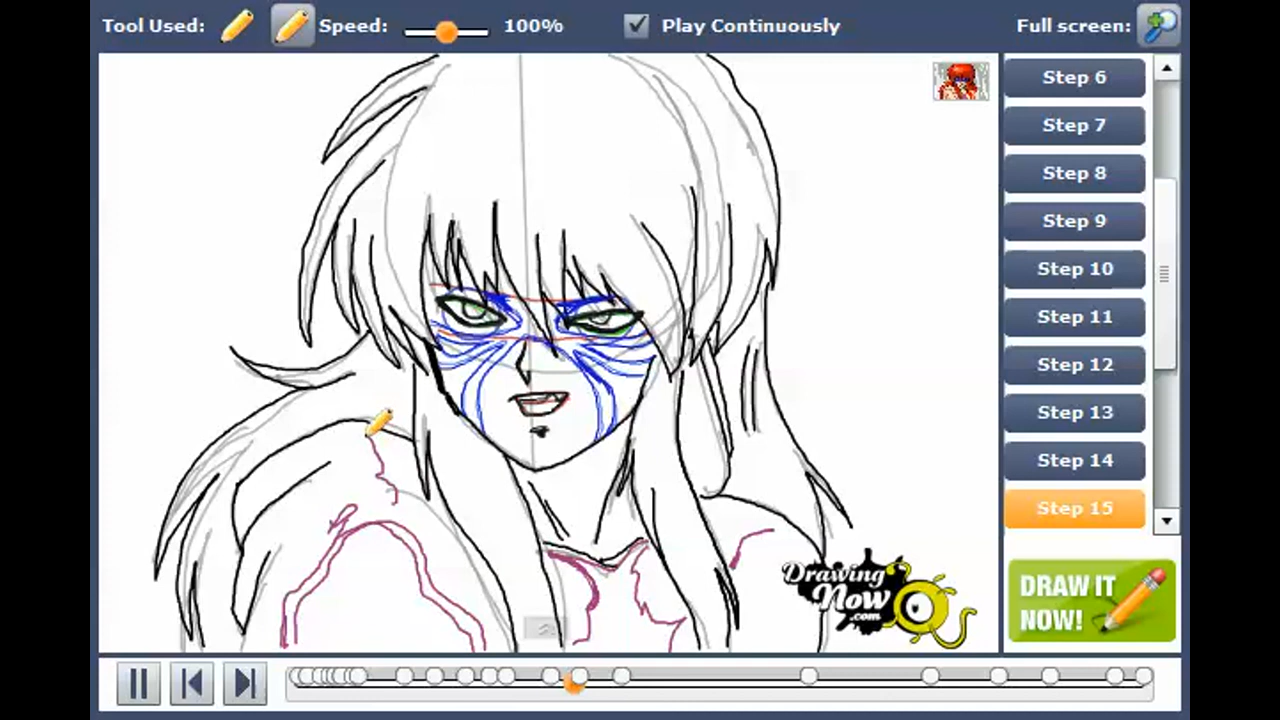 Tool Used: Speed: 100% Play Continuously Full screen:
Step 6
Step 7
Step 8
Step 9
Step 10
Step 11
Step 12
Step 13
Step 14
Step 15
Drawing
Now
.com
DRAW IT
NOW!